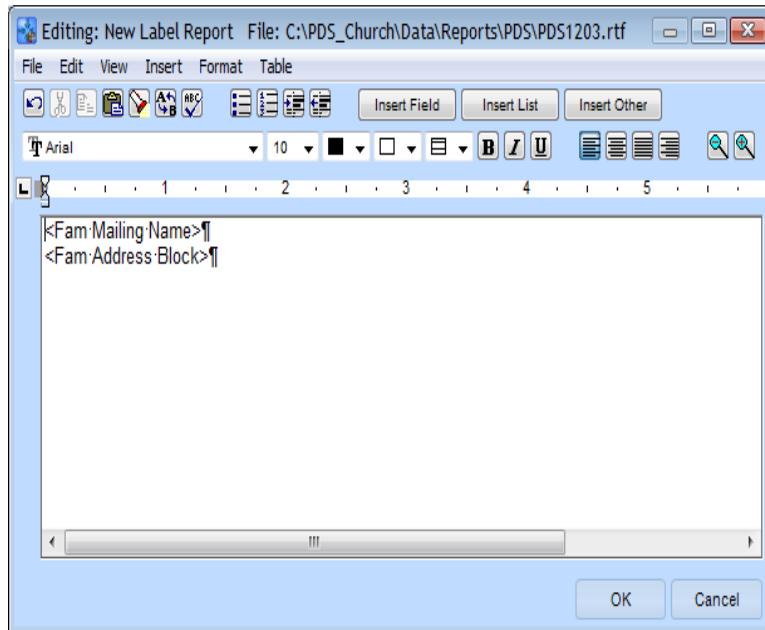 Editing: New Label Report File: C:\PDS_Church\Data\Reports\PDS\PDS1203.rtf
File Edit View Insert Format Table
ABC Insert Field Insert List Insert Other
Arial 10 B I U
1 2 3 4 5
<Fam·Mailing·Name>¶
<Fam·Address·Block>¶
OK Cancel